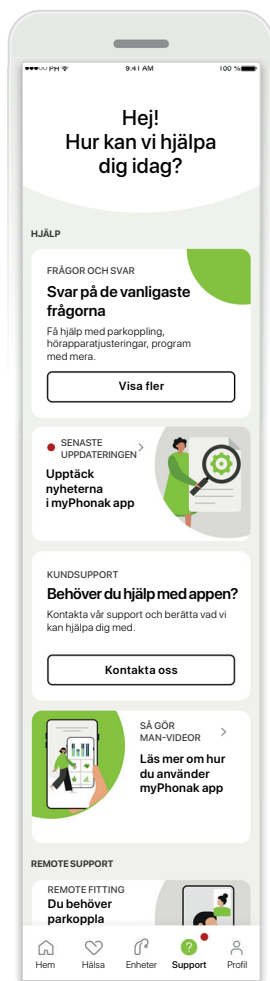 PH
9:41 AM
100 %
Hej!
Hur kan vi hjälpa
dig idag?
HJÄLP
FRÅGOR OCH SVAR
Svar på de vanligaste
frågorna
Få hjälp med parkoppling,
hörapparatjusteringar, program
med mera.
Visa fler
SENASTE
UPPDATERINGEN
Upptäck
nyheterna
i myPhonak app
KUNDSUPPORT
Behöver du hjälp med appen?
Kontakta vår support och berätta vad vi
kan hjälpa dig med.
Kontakta oss
SÅ GÖR
MAN-VIDEOR
Läs mer om hur
du använder
myPhonak app
REMOTE SUPPORT
REMOTE FITTING
Du behöver
parkoppla
Hem
Hälsa
Enheter
Support
Profil